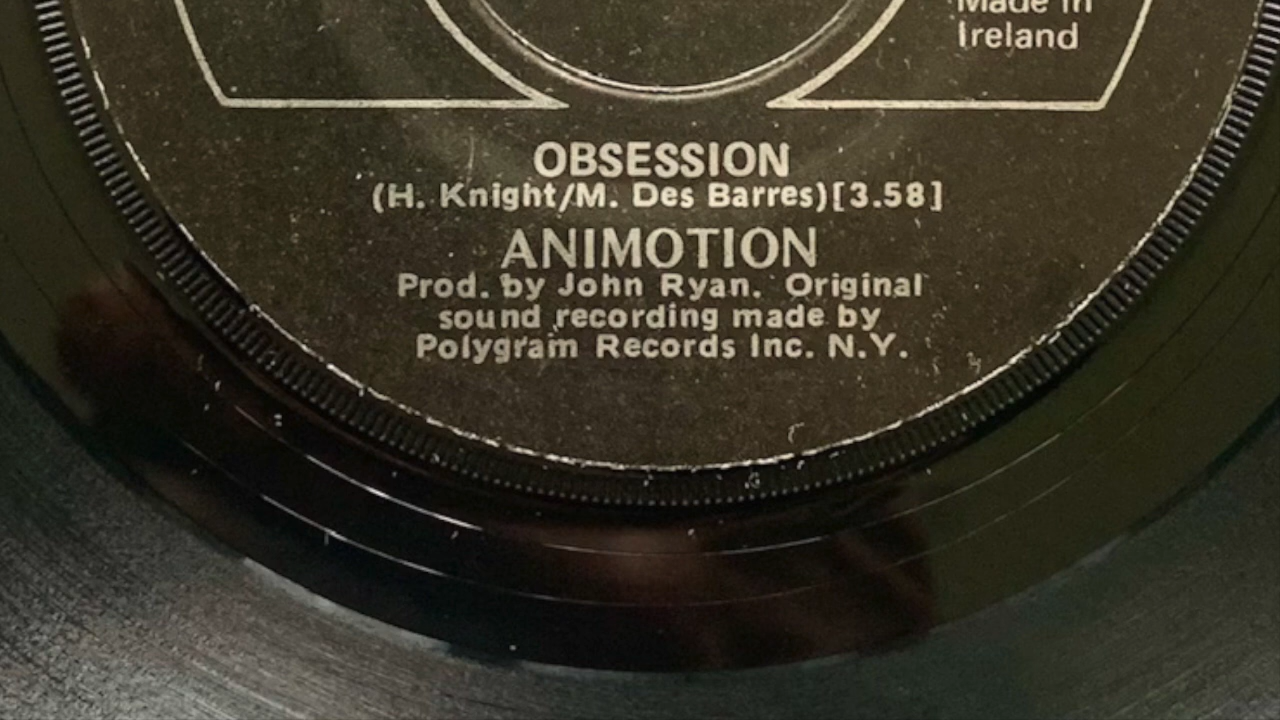 Made in
Ireland
OBSESSION
(H. Knight/M. Des Barres)[3.58]
ANIMOTION
Prod. by John Ryan. Original
sound recording made by
Polygram Records Inc. N.Y.